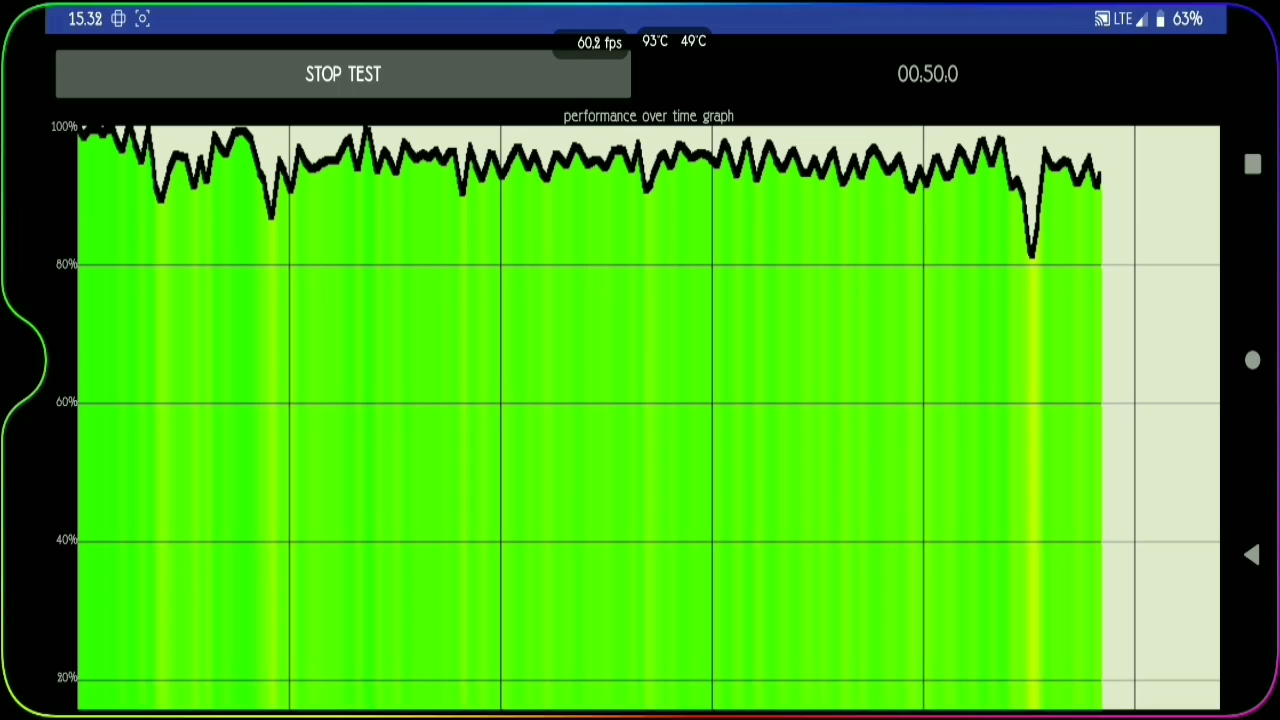 15.32 LTE 63%
60.2 fps 93°C 49°C
STOP TEST 00:50:0
performance over time graph
100%
80%
60%
40%
20%